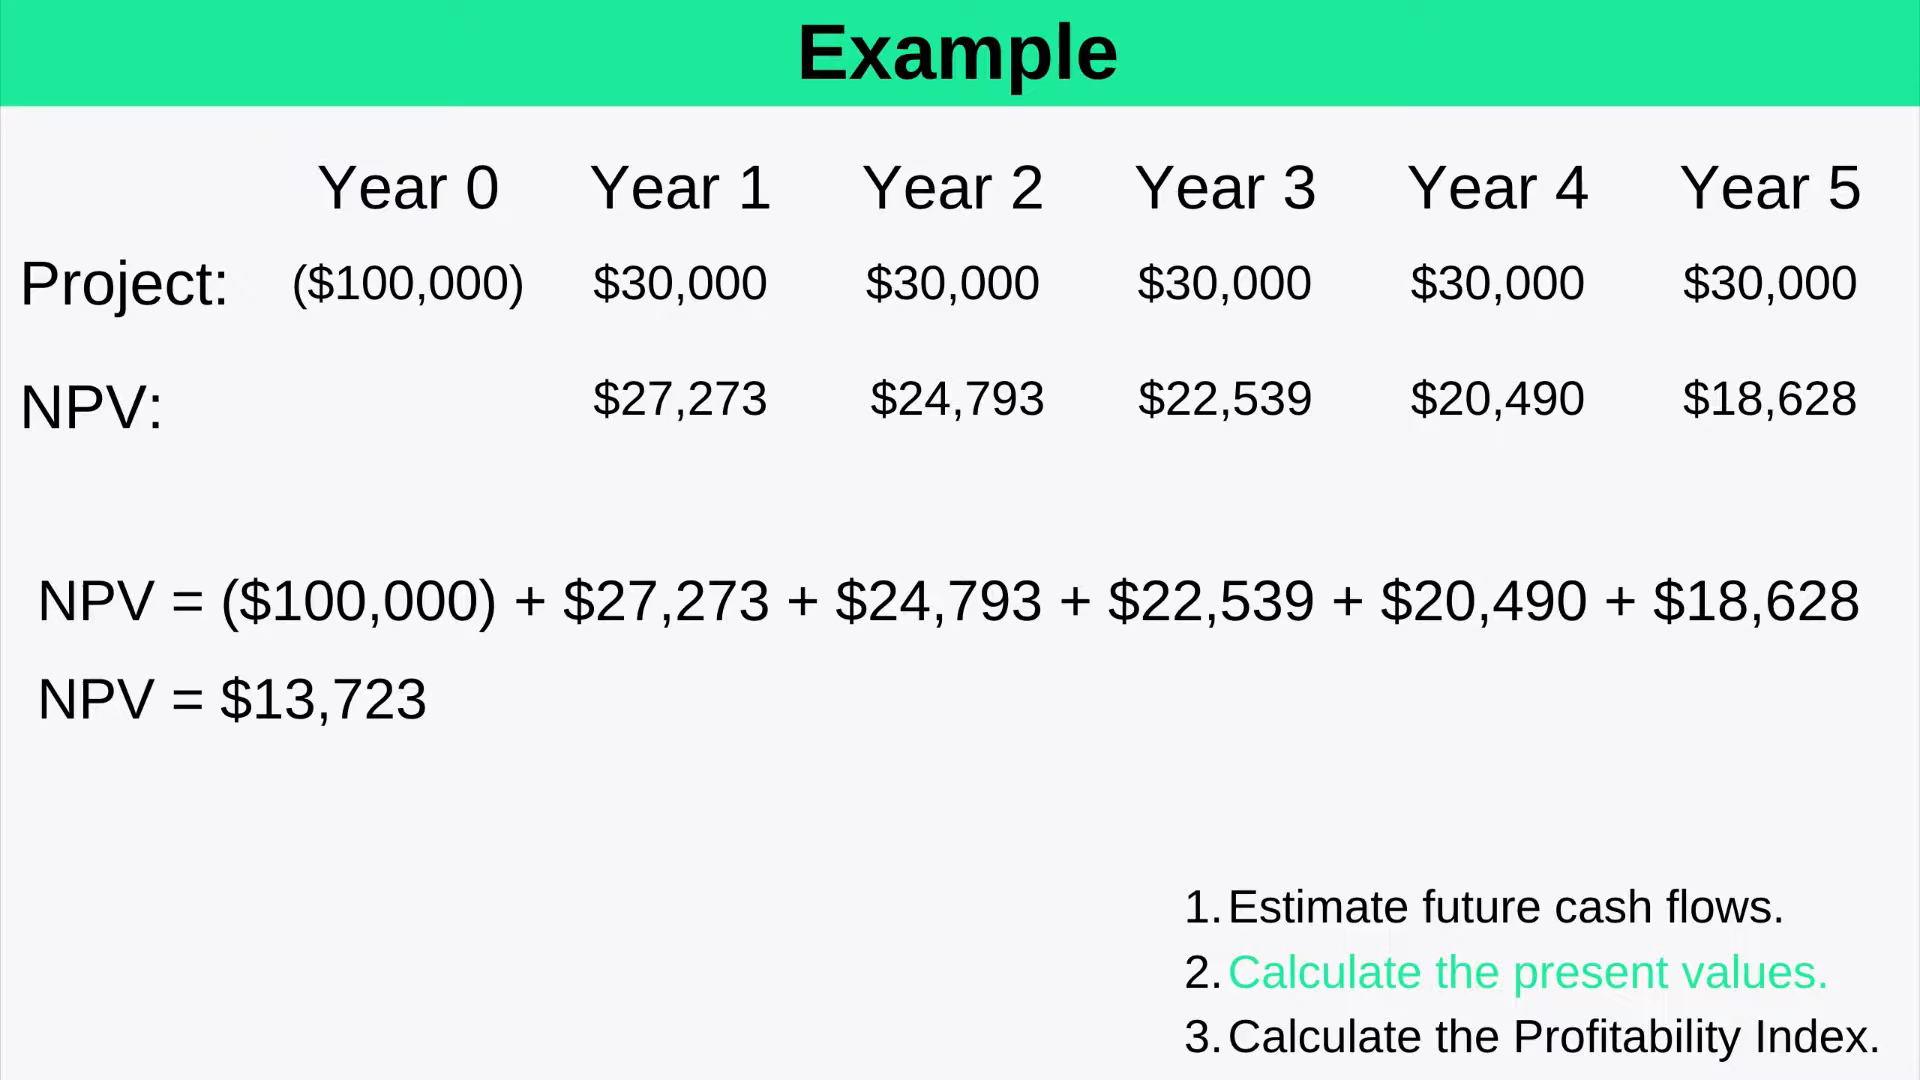 Example
Year 0 Year 1 Year 2 Year 3 Year 4 Year 5
Project: ($100,000) $30,000 $30,000 $30,000 $30,000 $30,000
NPV: $27,273 $24,793 $22,539 $20,490 $18,628
NPV = ($100,000) + $27,273 + $24,793 + $22,539 + $20,490 + $18,628
NPV = $13,723
1. Estimate future cash flows.
2. Calculate the present values.
3. Calculate the Profitability Index.